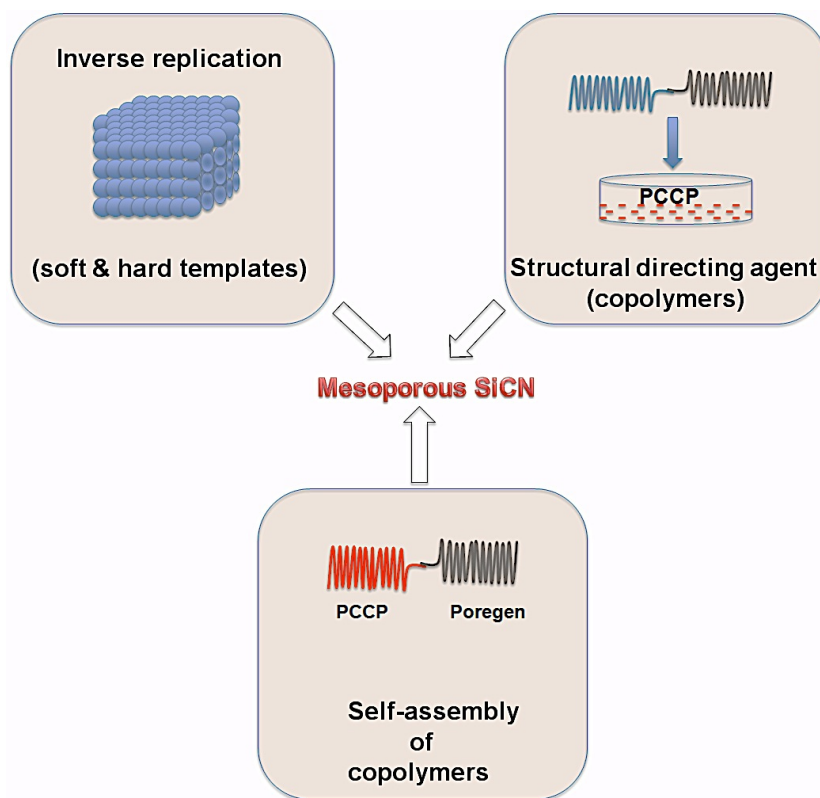 Inverse replication
(soft & hard templates)
PCCP
Structural directing agent
(copolymers)
Mesoporous SiCN
PCCP
Poregen
Self-assembly
of
copolymers